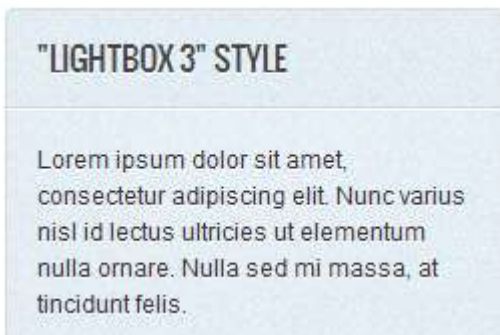 "LIGHTBOX 3" STYLE
Lorem ipsum dolor sit amet,
consectetur adipiscing elit. Nunc varius
nisl id lectus ultricies ut elementum
nulla ornare. Nulla sed mi massa, at
tincidunt felis.